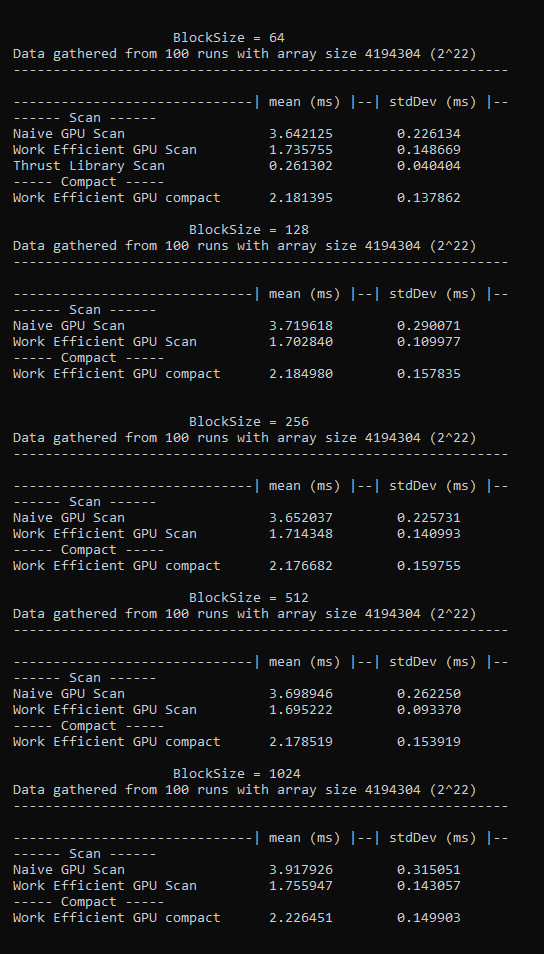 BlockSize = 64
Data gathered from 100 runs with array size 4194304 (2^22)
--------------------------------------------------------------
------------------------------| mean (ms) |--| stdDev (ms) |--
------ Scan ------
Naive GPU Scan 3.642125 0.226134
Work Efficient GPU Scan 1.735755 0.148669
Thrust Library Scan 0.261302 0.040404
----- Compact -----
Work Efficient GPU compact 2.181395 0.137862
BlockSize = 128
Data gathered from 100 runs with array size 4194304 (2^22)
--------------------------------------------------------------
------------------------------| mean (ms) |--| stdDev (ms) |--
------ Scan ------
Naive GPU Scan 3.719618 0.290071
Work Efficient GPU Scan 1.702840 0.109977
----- Compact -----
Work Efficient GPU compact 2.184980 0.157835
BlockSize = 256
Data gathered from 100 runs with array size 4194304 (2^22)
--------------------------------------------------------------
------------------------------| mean (ms) |--| stdDev (ms) |--
------ Scan ------
Naive GPU Scan 3.652037 0.225731
Work Efficient GPU Scan 1.714348 0.140993
----- Compact -----
Work Efficient GPU compact 2.176682 0.159755
BlockSize = 512
Data gathered from 100 runs with array size 4194304 (2^22)
--------------------------------------------------------------
------------------------------| mean (ms) |--| stdDev (ms) |--
------ Scan ------
Naive GPU Scan 3.698946 0.262250
Work Efficient GPU Scan 1.695222 0.093370
----- Compact -----
Work Efficient GPU compact 2.178519 0.153919
BlockSize = 1024
Data gathered from 100 runs with array size 4194304 (2^22)
--------------------------------------------------------------
------------------------------| mean (ms) |--| stdDev (ms) |--
------ Scan ------
Naive GPU Scan 3.917926 0.315051
Work Efficient GPU Scan 1.755947 0.143057
----- Compact -----
Work Efficient GPU compact 2.226451 0.149903